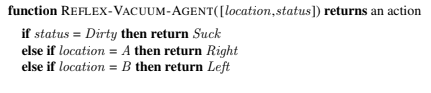 function REFLEX-VACUUM-AGENT([location,status]) returns an action
if status = Dirty then return Suck
else if location = A then return Right
else if location = B then return Left